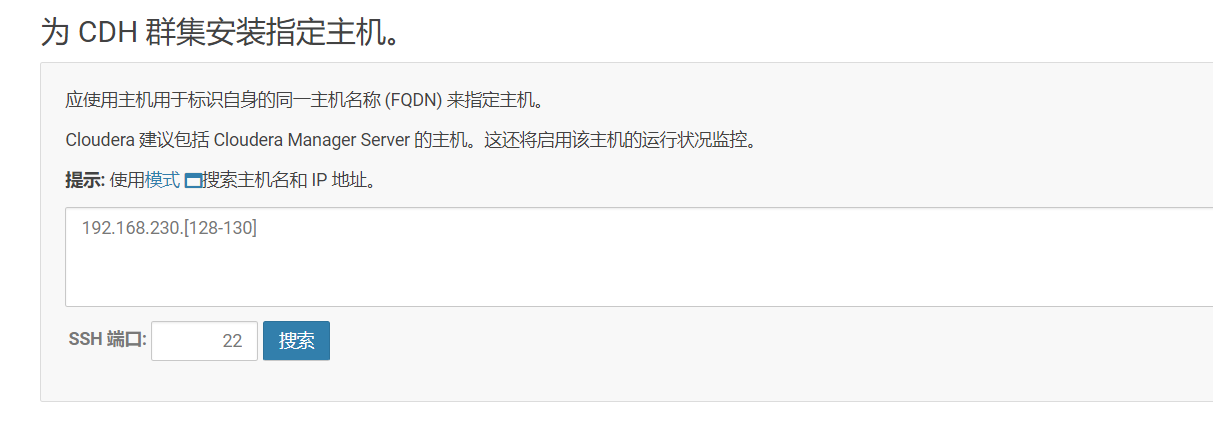 为 CDH 群集安装指定主机。
应使用主机用于标识自身的同一主机名称 (FQDN) 来指定主机。
Cloudera 建议包括 Cloudera Manager Server 的主机。这还将启用该主机的运行状况监控。
提示: 使用模式 搜索主机名和 IP 地址。
192.168.230.[128-130]
SSH 端口: 22 搜索